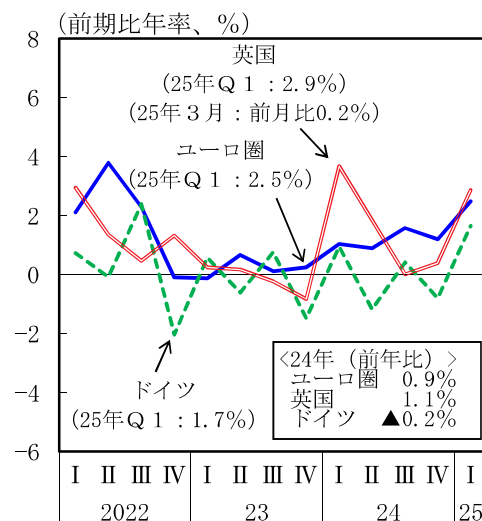 (前期比年率、%)
8
6
4
2
0
−2
−4
−6
英国
(25年Q1：2.9%)
(25年3月：前月比0.2%)
ユーロ圏
(25年Q1：2.5%)
ドイツ
(25年Q1：1.7%)
<24年（前年比）>
ユーロ圏 0.9%
英国 1.1%
ドイツ ▲0.2%
Ⅰ Ⅱ Ⅲ Ⅳ Ⅰ Ⅱ Ⅲ Ⅳ Ⅰ Ⅱ Ⅲ Ⅳ Ⅰ
2022 23 24 25